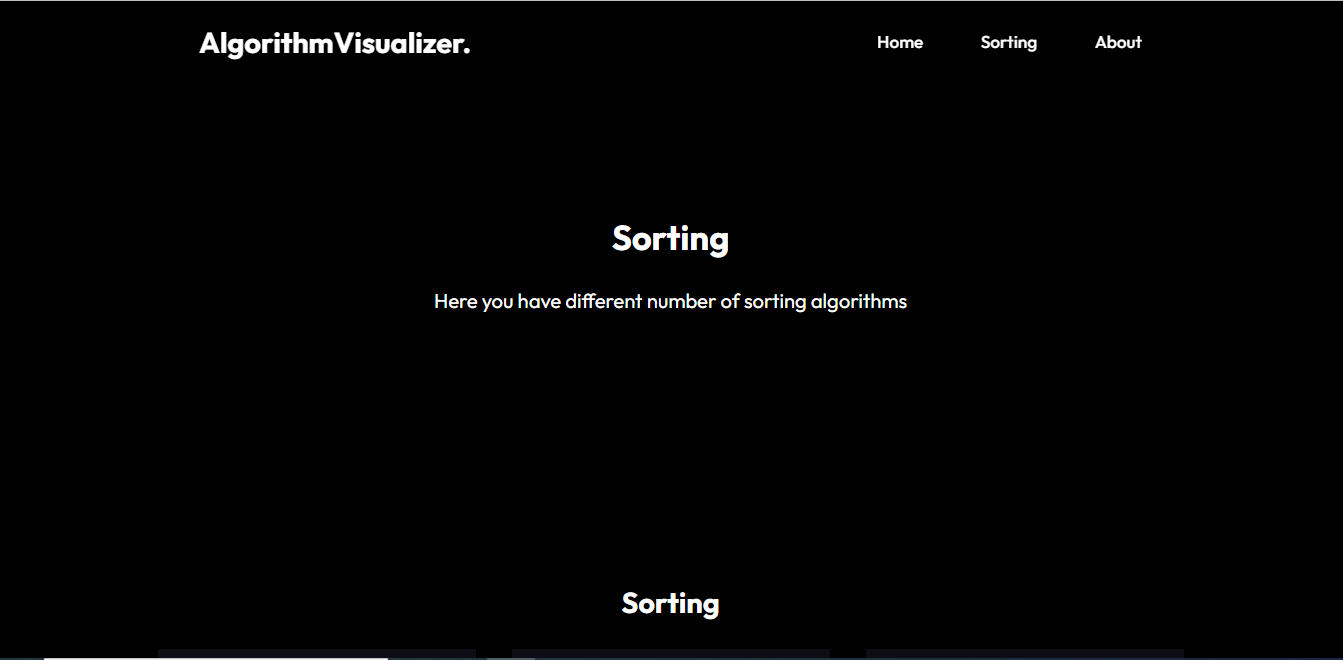 AlgorithmVisualizer.
Home
Sorting
About
Sorting
Here you have different number of sorting algorithms
Sorting